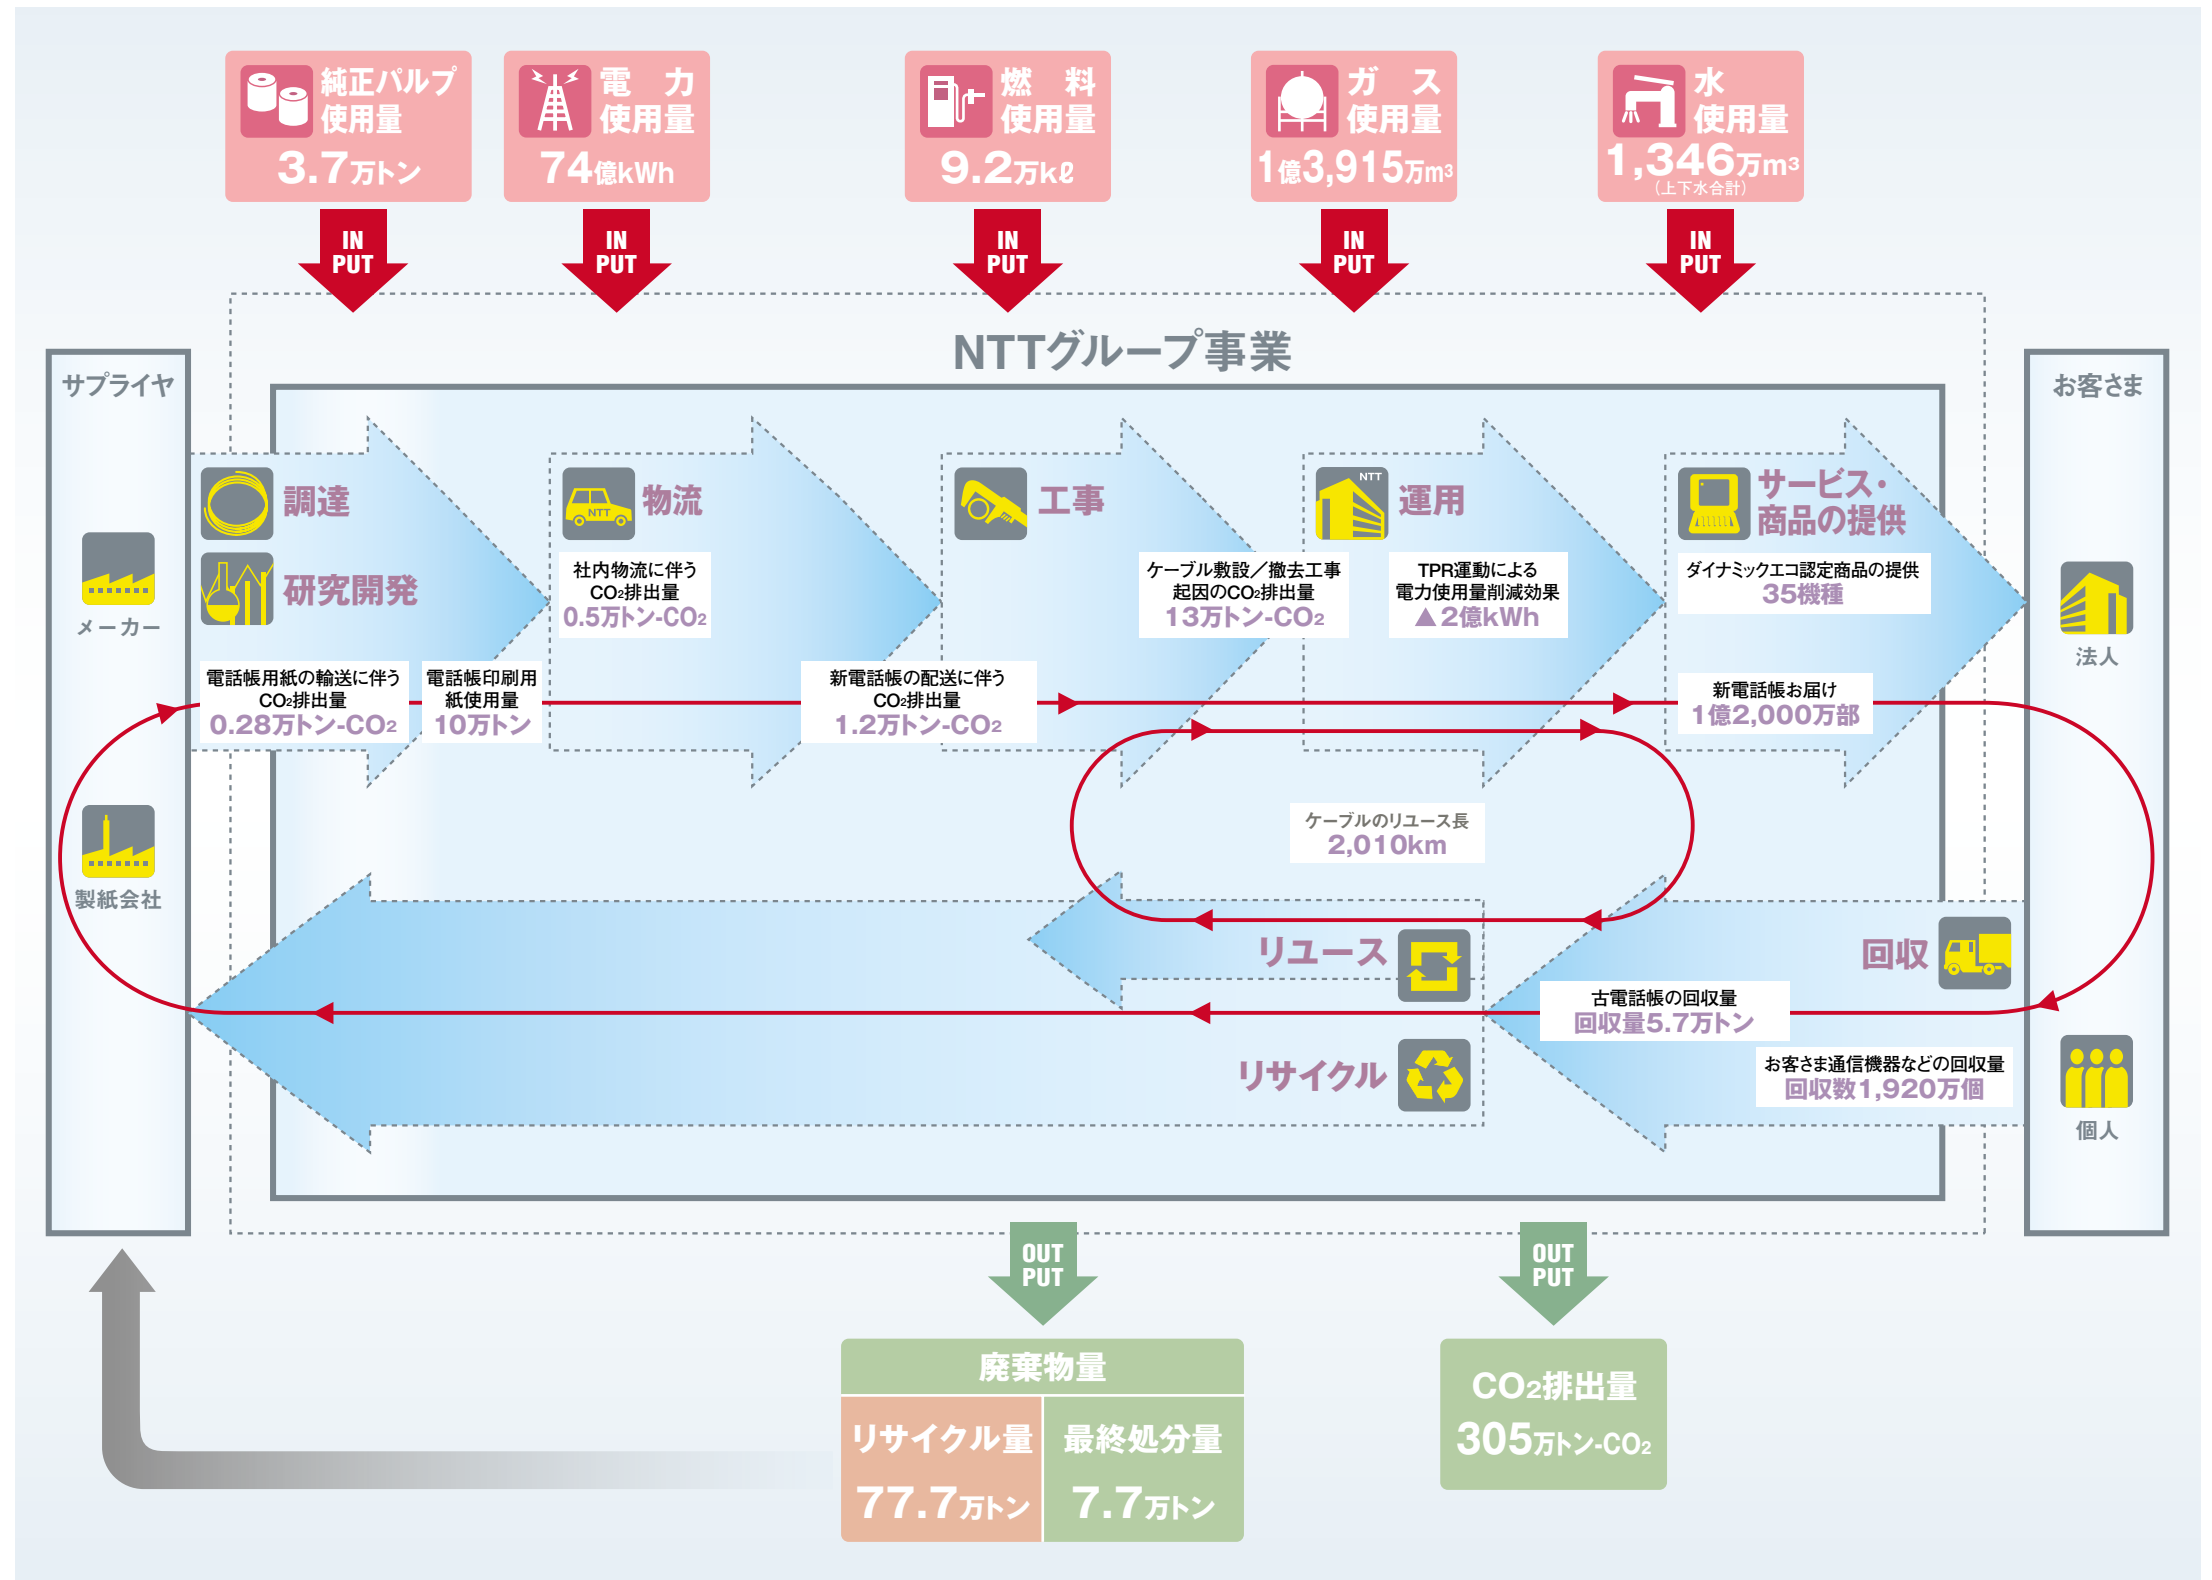 純正パルプ
使用量
3.7万トン
電 力
使用量
74億kWh
燃 料
使用量
9.2万kℓ
ガ ス
使用量
1億3,915万m³
水
使用量
1,346万m³
(上下水合計)
IN
PUT
IN
PUT
IN
PUT
IN
PUT
IN
PUT
NTTグループ事業
サプライヤ
メーカー
製紙会社
お客さま
法人
個人
調達
研究開発
NTT
物流
工事
NTT
運用
サービス・
商品の提供
社内物流に伴う
CO₂排出量
0.5万トン-CO₂
ケーブル敷設／撤去工事
起因のCO₂排出量
13万トン-CO₂
TPR運動による
電力使用量削減効果
▲2億kWh
ダイナミックエコ認定商品の提供
35機種
電話帳用紙の輸送に伴う
CO₂排出量
0.28万トン-CO₂
電話帳印刷用
紙使用量
10万トン
新電話帳の配送に伴う
CO₂排出量
1.2万トン-CO₂
新電話帳お届け
1億2,000万部
ケーブルのリユース長
2,010km
リユース
回収
古電話帳の回収量
回収量5.7万トン
リサイクル
お客さま通信機器などの回収量
回収数1,920万個
OUT
PUT
OUT
PUT
廃棄物量
リサイクル量
77.7万トン
最終処分量
7.7万トン
CO₂排出量
305万トン-CO₂